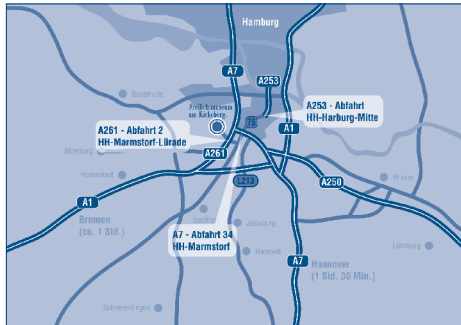 Hamburg
A7
A253
Buxtehude
Freilichtmuseum
am Kiekeberg
75
A253 - Abfahrt
HH-Harburg-Mitte
A261 - Abfahrt 2
HH-Marmstorf-Lürade
A1
A261
Hollenstedt
L213
A250
Winsen
A1
Bremen
(ca. 1 Std.)
Buchholz
Jesteburg
A7 - Abfahrt 34
HH-Marmstorf
Hanstedt
Lüneburg
A7
Hannover
(1 Std. 30 Min.)
Schneverdingen